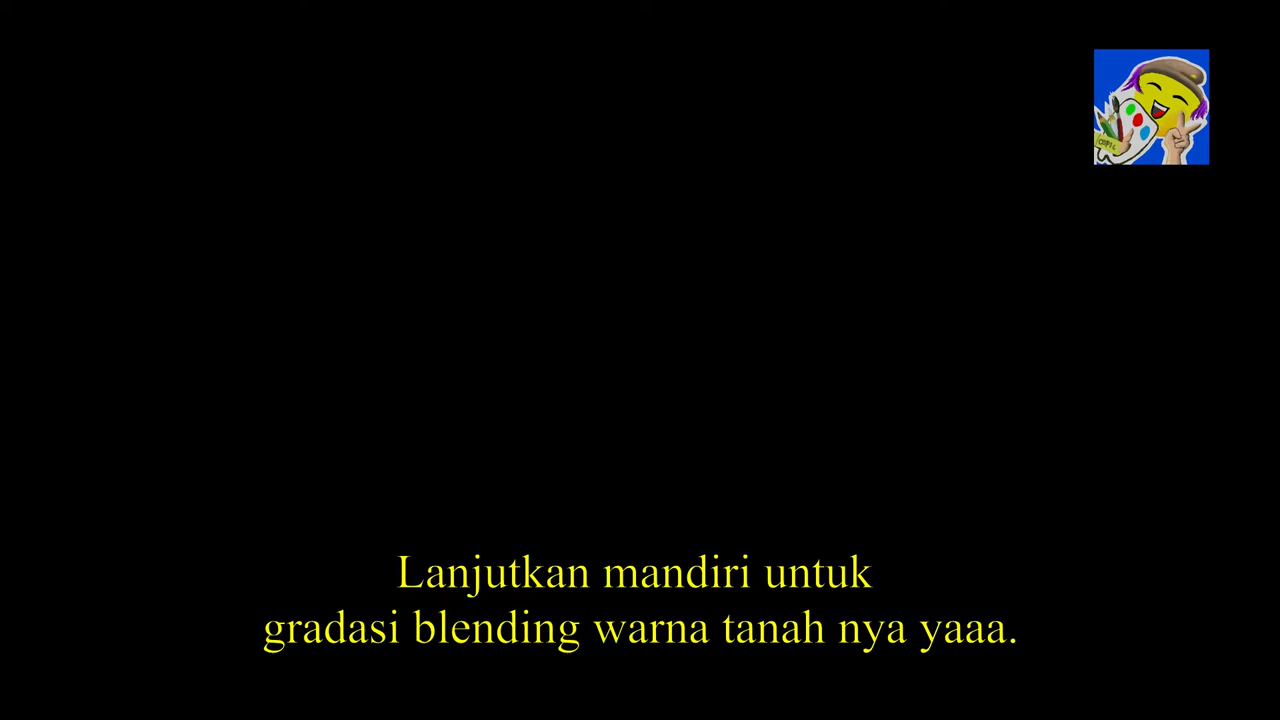 Lanjutkan mandiri untuk
gradasi blending warna tanah nya yaaa.